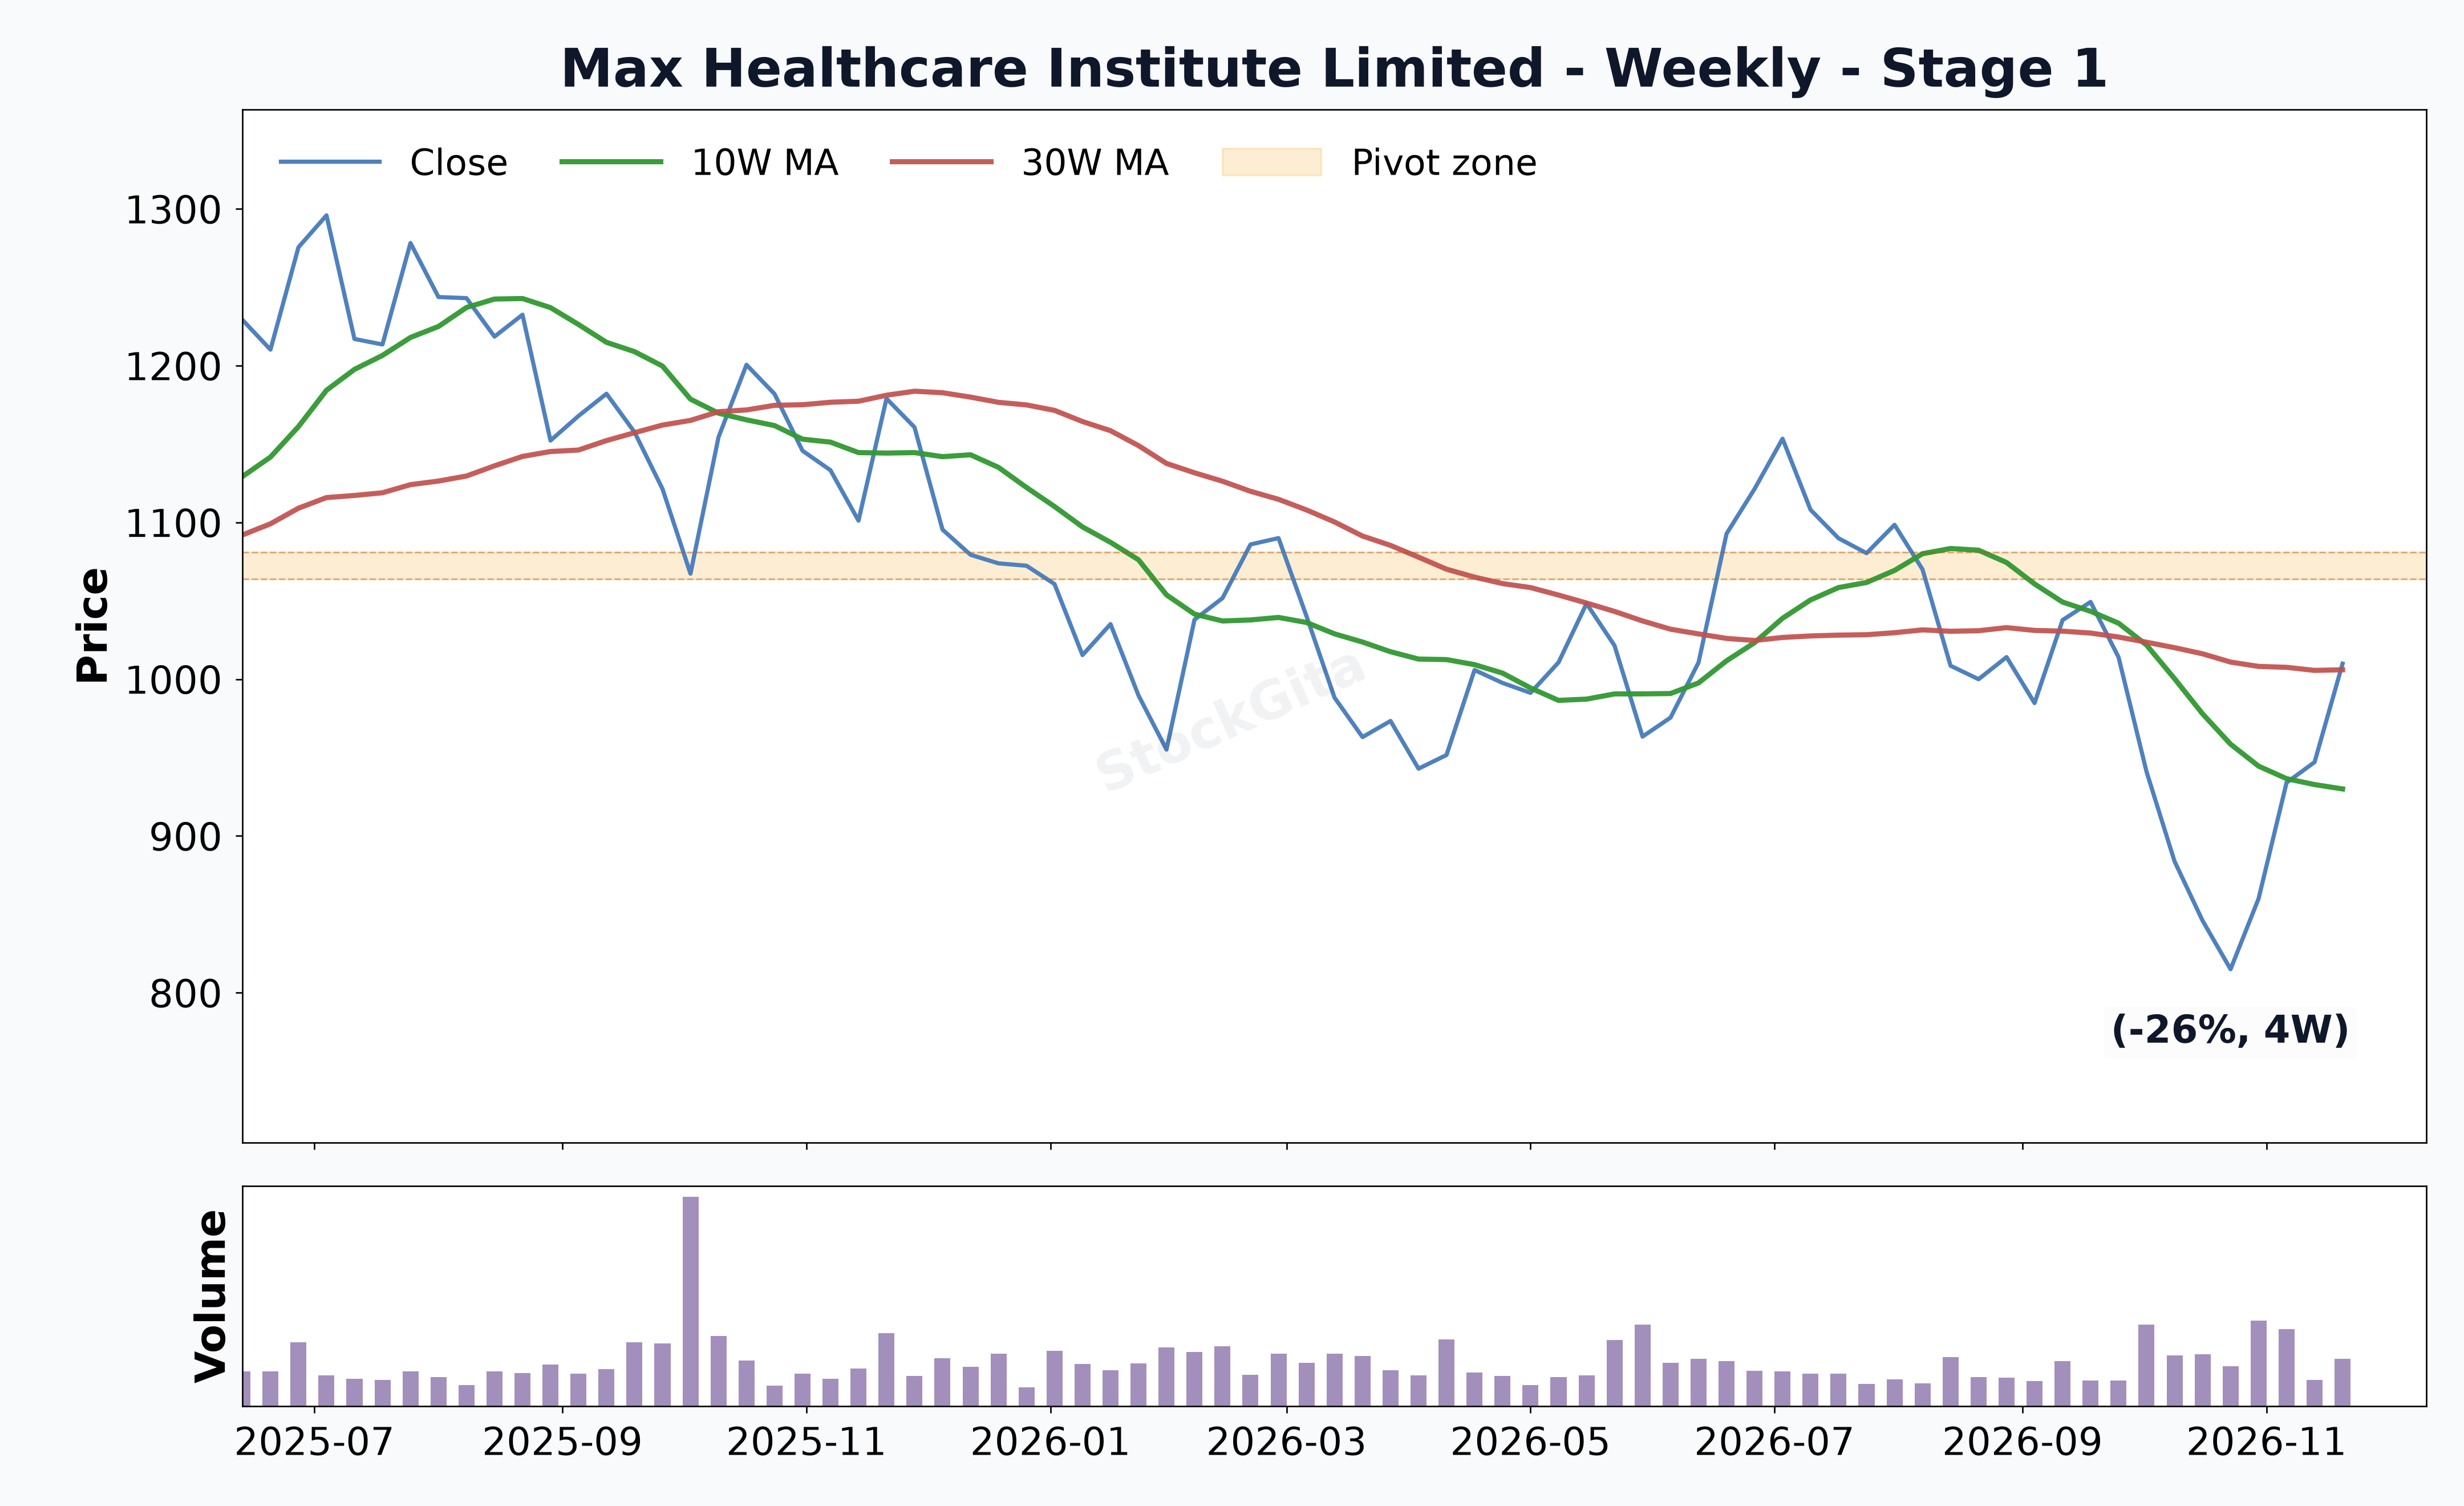 Max Healthcare Institute Limited - Weekly - Stage 1
Close 10W MA 30W MA Pivot zone
1300
1200
1100
1000
900
800
Price
StockGita
(-26%, 4W)
Volume
2025-07 2025-09 2025-11 2026-01 2026-03 2026-05 2026-07 2026-09 2026-11